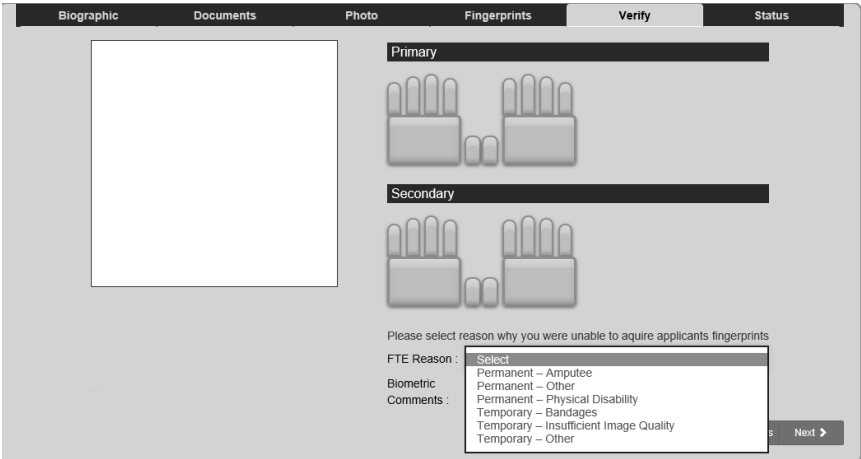 Biographic Documents Photo Fingerprints Verify Status
Primary
Secondary
Please select reason why you were unable to aquire applicants fingerprints
FTE Reason :
Select
Permanent – Amputee
Permanent – Other
Permanent – Physical Disability
Temporary – Bandages
Temporary – Insufficient Image Quality
Temporary – Other
Biometric
Comments :
Next